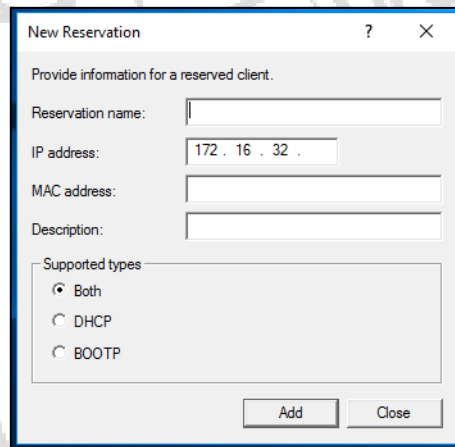 New Reservation ? ×
Provide information for a reserved client.
Reservation name:
IP address: 172 . 16 . 32 .
MAC address:
Description:
Supported types
Both
DHCP
BOOTP
Add Close